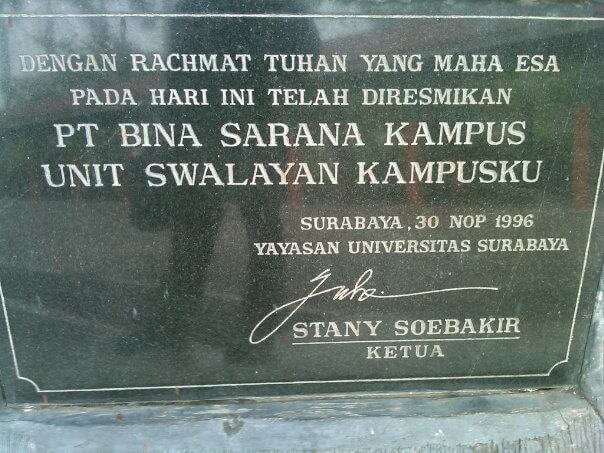 DENGAN RACHMAT TUHAN YANG MAHA ESA
PADA HARI INI TELAH DIRESMIKAN
PT BINA SARANA KAMPUS
UNIT SWALAYAN KAMPUSKU
SURABAYA, 30 NOP 1996
YAYASAN UNIVERSITAS SURABAYA
STANY SOEBAKIR
KETUA